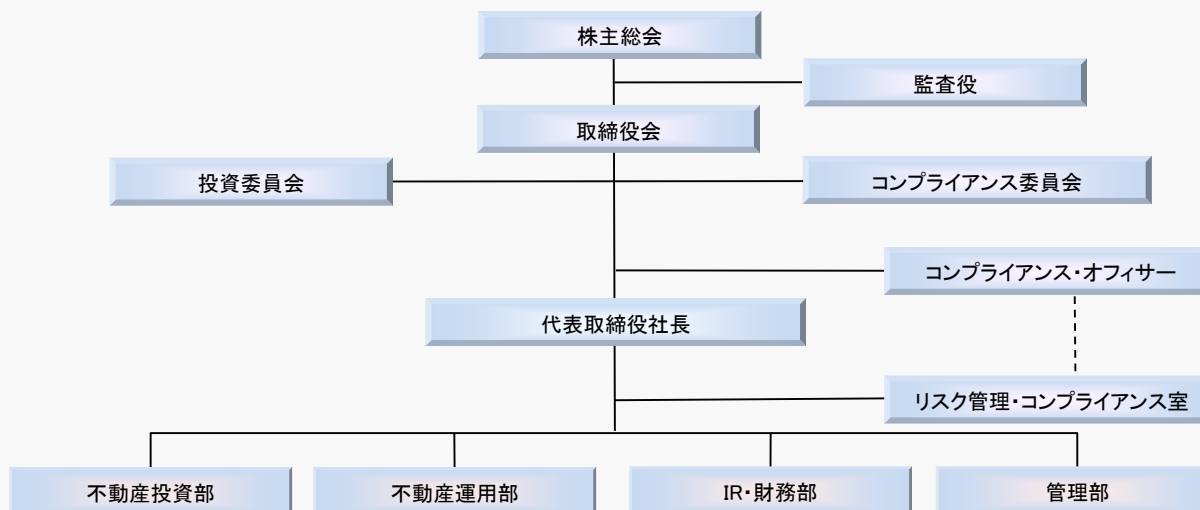 株主総会
監査役
取締役会
投資委員会
コンプライアンス委員会
コンプライアンス・オフィサー
代表取締役社長
リスク管理・コンプライアンス室
不動産投資部
不動産運用部
IR・財務部
管理部